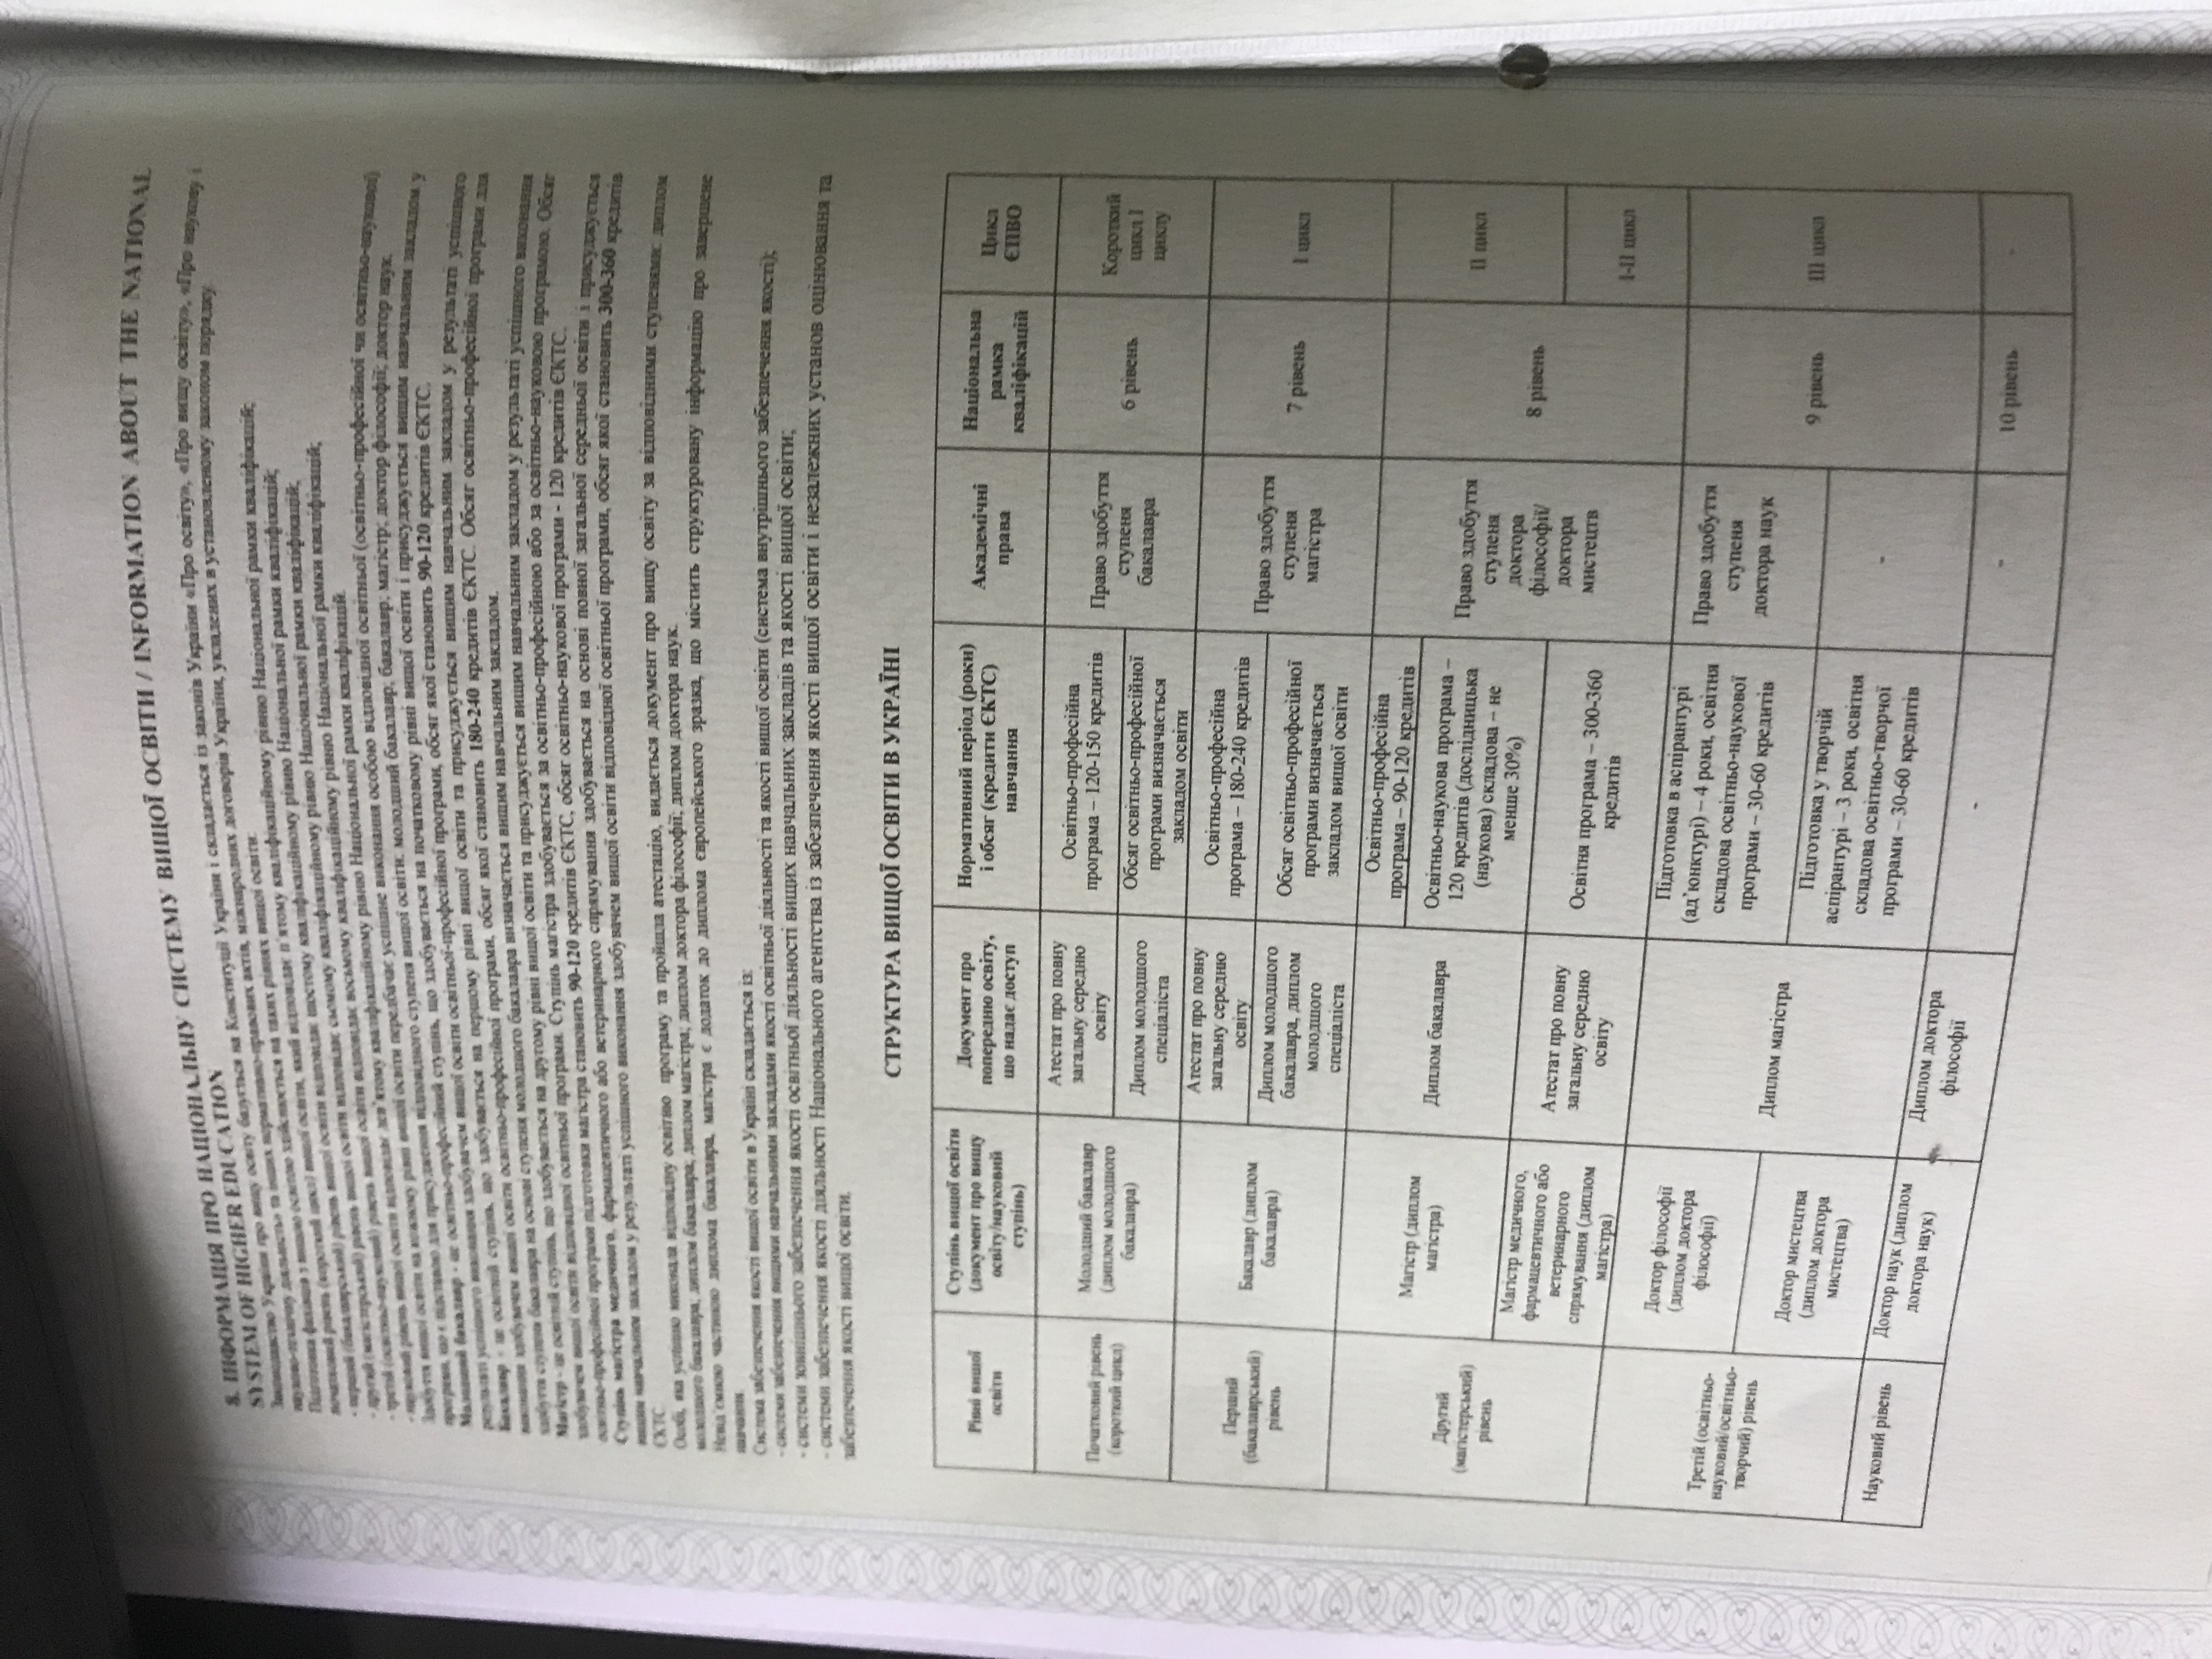 8. ІНФОРМАЦІЯ ПРО НАЦІОНАЛЬНУ СИСТЕМУ ВИЩОЇ ОСВІТИ / INFORMATION ABOUT THE NATIONAL
SYSTEM OF HIGHER EDUCATION
Законодавство України про вищу освіту базується на Конституції України і складається із законів України «Про освіту», «Про вищу освіту», «Про наукову і
науково-технічну діяльність» та інших нормативно-правових актів, міжнародних договорів України, укладених в установленому законом порядку.
Підготовка фахівців з вищою освітою здійснюється на таких рівнях вищої освіти:
початковий рівень (короткий цикл) вищої освіти, який відповідає п'ятому кваліфікаційному рівню Національної рамки кваліфікацій;
- перший (бакалаврський) рівень вищої освіти відповідає шостому кваліфікаційному рівню Національної рамки кваліфікацій;
- другий (магістерський) рівень вищої освіти відповідає сьомому кваліфікаційному рівню Національної рамки кваліфікацій;
- третій (освітньо-науковий) рівень вищої освіти відповідає восьмому кваліфікаційному рівню Національної рамки кваліфікацій;
- науковий рівень вищої освіти відповідає дев'ятому кваліфікаційному рівню Національної рамки кваліфікацій.
Здобуття вищої освіти на кожному рівні вищої освіти передбачає успішне виконання особою відповідної освітньої (освітньо-професійної чи освітньо-наукової)
програми, що є підставою для присудження відповідного ступеня вищої освіти: молодший бакалавр; бакалавр; магістр; доктор філософії; доктор наук.
Молодший бакалавр - це освітньо-професійний ступінь, що здобувається на початковому рівні вищої освіти і присуджується вищим навчальним закладом у
результаті успішного виконання здобувачем вищої освіти освітньої-професійної програми, обсяг якої становить 90-120 кредитів ЄКТС.
Бакалавр - це освітній ступінь, що здобувається на першому рівні вищої освіти та присуджується вищим навчальним закладом у результаті успішного
виконання здобувачем вищої освіти освітньо-професійної програми, обсяг якої становить 180-240 кредитів ЄКТС. Обсяг освітньо-професійної програми для
здобуття ступеня бакалавра на основі ступеня молодшого бакалавра визначається вищим навчальним закладом.
Магістр - це освітній ступінь, що здобувається на другому рівні вищої освіти та присуджується вищим навчальним закладом у результаті успішного виконання
здобувачем вищої освіти відповідної освітньої програми. Ступінь магістра здобувається за освітньо-професійною або за освітньо-науковою програмою. Обсяг
освітньо-професійної програми підготовки магістра становить 90-120 кредитів ЄКТС, обсяг освітньо-наукової програми - 120 кредитів ЄКТС.
Ступінь магістра медичного, фармацевтичного або ветеринарного спрямування здобувається на основі повної загальної середньої освіти і присуджується
вищим навчальним закладом у результаті успішного виконання здобувачем вищої освіти відповідної освітньої програми, обсяг якої становить 300-360 кредитів
ЄКТС.
Особі, яка успішно виконала відповідну освітню програму та пройшла атестацію, видається документ про вищу освіту за відповідними ступенями: диплом
молодшого бакалавра; диплом бакалавра; диплом магістра; диплом доктора філософії; диплом доктора наук.
Невід'ємною частиною диплома бакалавра, магістра є додаток до диплома європейського зразка, що містить структуровану інформацію про завершене
навчання.
Система забезпечення якості вищої освіти в Україні складається із:
- системи забезпечення вищими навчальними закладами якості освітньої діяльності та якості вищої освіти (система внутрішнього забезпечення якості);
- системи зовнішнього забезпечення якості освітньої діяльності вищих навчальних закладів та якості вищої освіти;
- системи забезпечення якості діяльності Національного агентства із забезпечення якості вищої освіти і незалежних установ оцінювання та
забезпечення якості вищої освіти.
СТРУКТУРА ВИЩОЇ ОСВІТИ В УКРАЇНІ
Рівні вищої
освіти
Ступінь вищої освіти
(документ про вищу
освіту/науковий
ступінь)
Документ про
попередню освіту,
що надає доступ
Нормативний період (роки)
і обсяг (кредити ЄКТС)
навчання
Академічні
права
Національна
рамка
кваліфікацій
Цикл
ЄПВО
Початковий рівень
(короткий цикл)
Молодший бакалавр
(диплом молодшого
бакалавра)
Атестат про повну
загальну середню
освіту
Освітньо-професійна
програма – 120-150 кредитів
Право здобуття
ступеня
бакалавра
6 рівень
Короткий
цикл I
циклу
Диплом молодшого
спеціаліста
Обсяг освітньо-професійної
програми визначається
закладом освіти
Перший
(бакалаврський)
рівень
Бакалавр (диплом
бакалавра)
Атестат про повну
загальну середню
освіту
Освітньо-професійна
програма – 180-240 кредитів
Право здобуття
ступеня
магістра
7 рівень
I цикл
Диплом молодшого
бакалавра, диплом
молодшого
спеціаліста
Обсяг освітньо-професійної
програми визначається
закладом вищої освіти
Другий
(магістерський)
рівень
Магістр (диплом
магістра)
Диплом бакалавра
Освітньо-професійна
програма – 90-120 кредитів
Освітньо-наукова програма –
120 кредитів (дослідницька
(наукова) складова – не
менше 30%)
Право здобуття
ступеня
доктора
філософії/
доктора
мистецтв
8 рівень
II цикл
Магістр медичного,
фармацевтичного або
ветеринарного
спрямування (диплом
магістра)
Атестат про повну
загальну середню
освіту
Освітня програма – 300-360
кредитів
I-II цикл
Третій (освітньо-
науковий/освітньо-
творчий) рівень
Доктор філософії
(диплом доктора
філософії)
Диплом магістра
Підготовка в аспірантурі
(ад'юнктурі) – 4 роки, освітня
складова освітньо-наукової
програми – 30-60 кредитів
Право здобуття
ступеня
доктора наук
9 рівень
III цикл
Доктор мистецтва
(диплом доктора
мистецтва)
Підготовка у творчій
аспірантурі – 3 роки, освітня
складова освітньо-творчої
програми – 30-60 кредитів
-
Науковий рівень
Доктор наук (диплом
доктора наук)
Диплом доктора
філософії
-
-
10 рівень
-